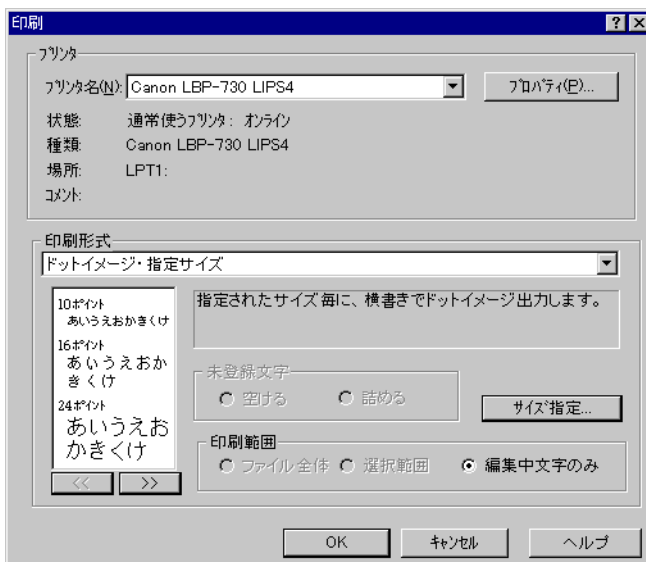 印刷
プリンタ
プリンタ名(N): Canon LBP-730 LIPS4 プロパティ(P)...
状態: 通常使うプリンタ: オンライン
種類: Canon LBP-730 LIPS4
場所: LPT1:
コメント:
印刷形式
ドットイメージ・指定サイズ
10ポイント
あいうえおかきくけ
16ポイント
あいうえおか
きくけ
24ポイント
あいうえお
かきくけ
<< >>
指定されたサイズ毎に、横書きでドットイメージ出力します。
未登録文字
空ける 詰める
サイズ指定...
印刷範囲
ファイル全体 選択範囲 編集中文字のみ
OK キャンセル ヘルプ